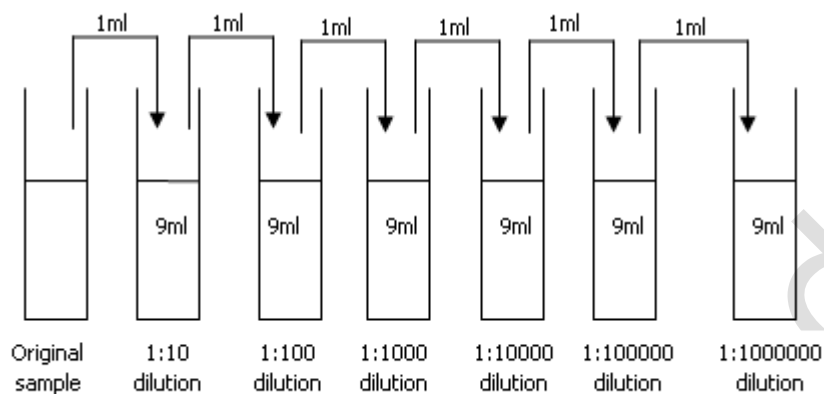 1ml 1ml 1ml 1ml 1ml 1ml
9ml 9ml 9ml 9ml 9ml 9ml
Original sample
1:10 dilution
1:100 dilution
1:1000 dilution
1:10000 dilution
1:100000 dilution
1:1000000 dilution